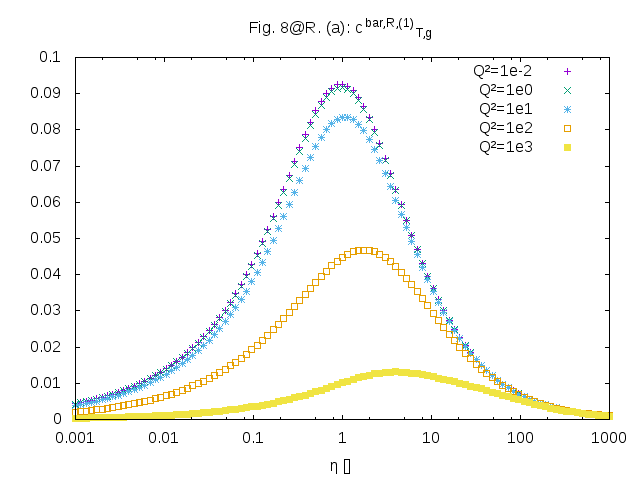 Fig. 8@R. (a): c^bar,R,(1)_T,g
0.1
0.09
0.08
0.07
0.06
0.05
0.04
0.03
0.02
0.01
0
Q²=1e-2
Q²=1e0
Q²=1e1
Q²=1e2
Q²=1e3
0.001 0.01 0.1 1 10 100 1000
η []